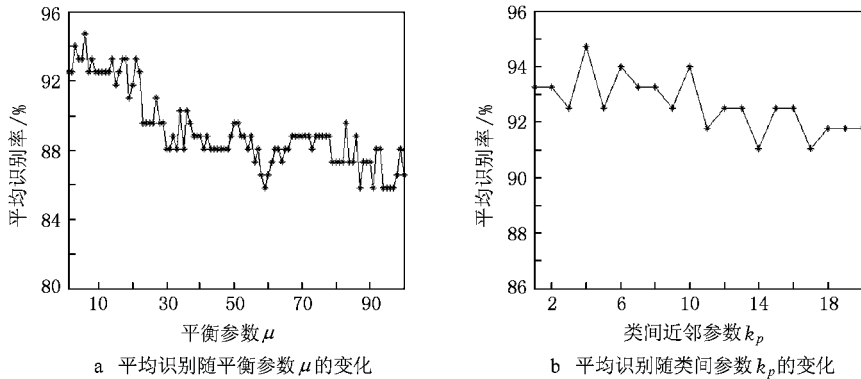 96
92
88
84
80
平均识别率/%
10 30 50 70 90
平衡参数μ
a 平均识别随平衡参数μ的变化
96
94
92
90
88
86
平均识别率/%
2 6 10 14 18
类间近邻参数kₚ
b 平均识别随类间参数kₚ的变化